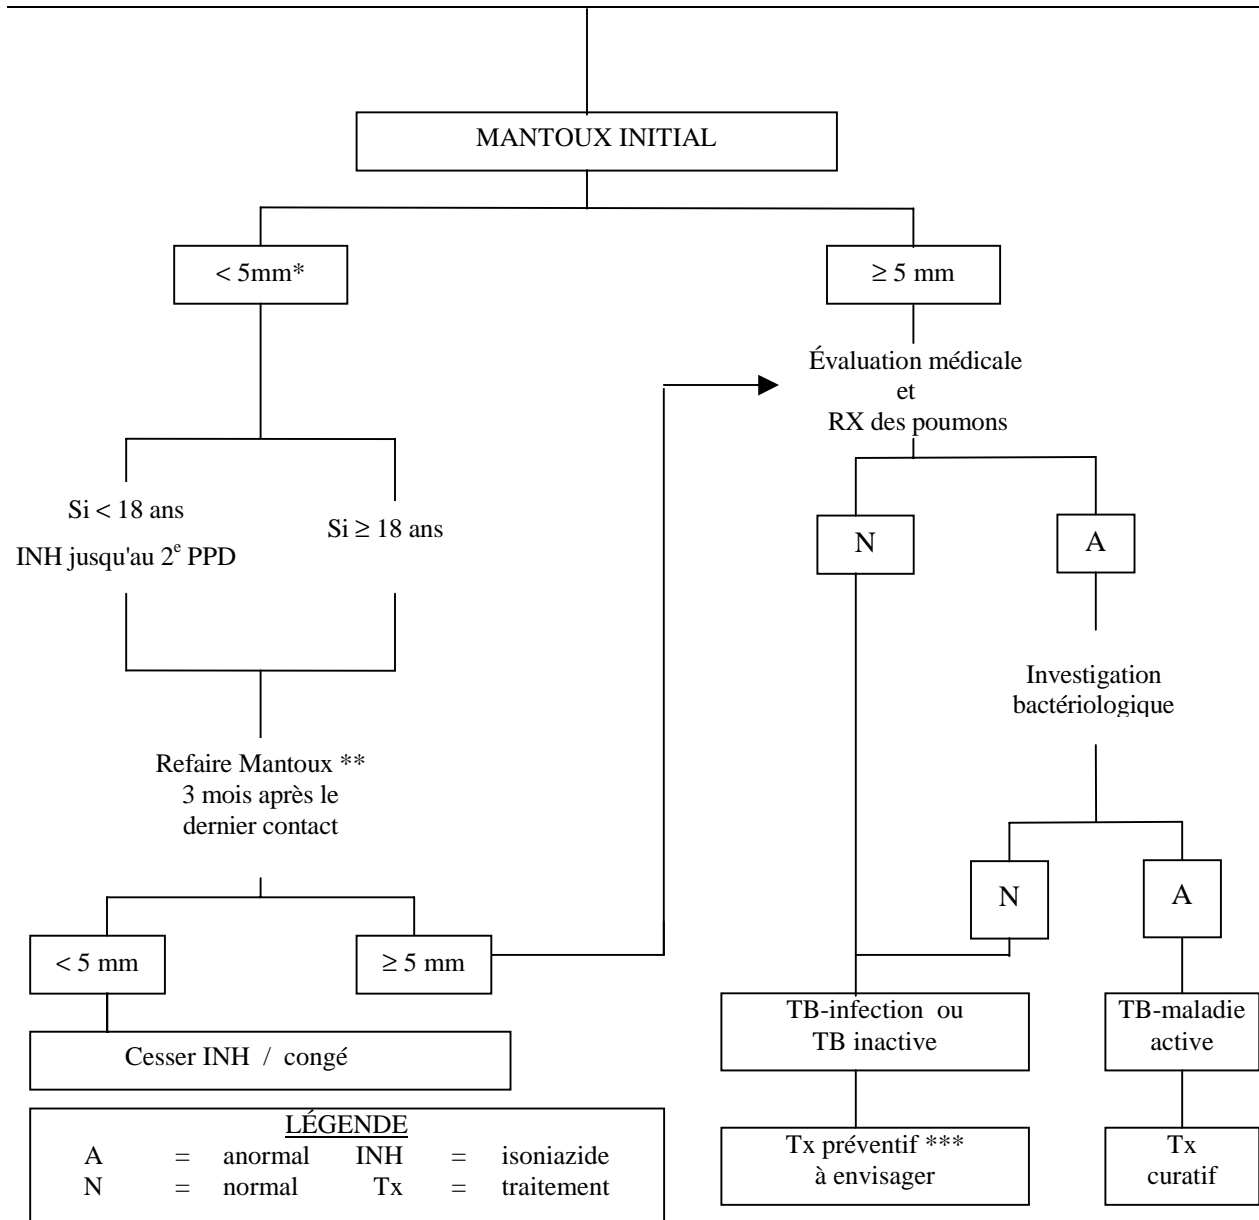 MANTOUX INITIAL
< 5mm*
≥ 5 mm
Évaluation médicale
et
RX des poumons
Si < 18 ans
INH jusqu'au 2e PPD
Si ≥ 18 ans
N
A
Investigation
bactériologique
Refaire Mantoux **
3 mois après le
dernier contact
N
A
< 5 mm
≥ 5 mm
TB-infection ou
TB inactive
TB-maladie
active
Cesser INH / congé
Tx préventif ***
à envisager
Tx
curatif
LÉGENDE
A = anormal INH = isoniazide
N = normal Tx = traitement